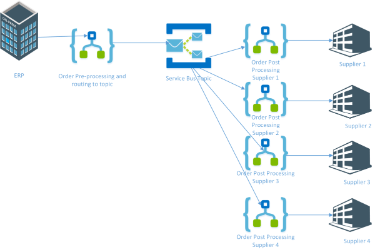 ERP
Order Pre-processing and
routing to topic
Service Bus Topic
Order Post
Processing
Supplier 1
Supplier 1
Order Post
Processing
Supplier 2
Supplier 2
Order Post Processing
Supplier 3
Supplier 3
Order Post Processing
Supplier 4
Supplier 4